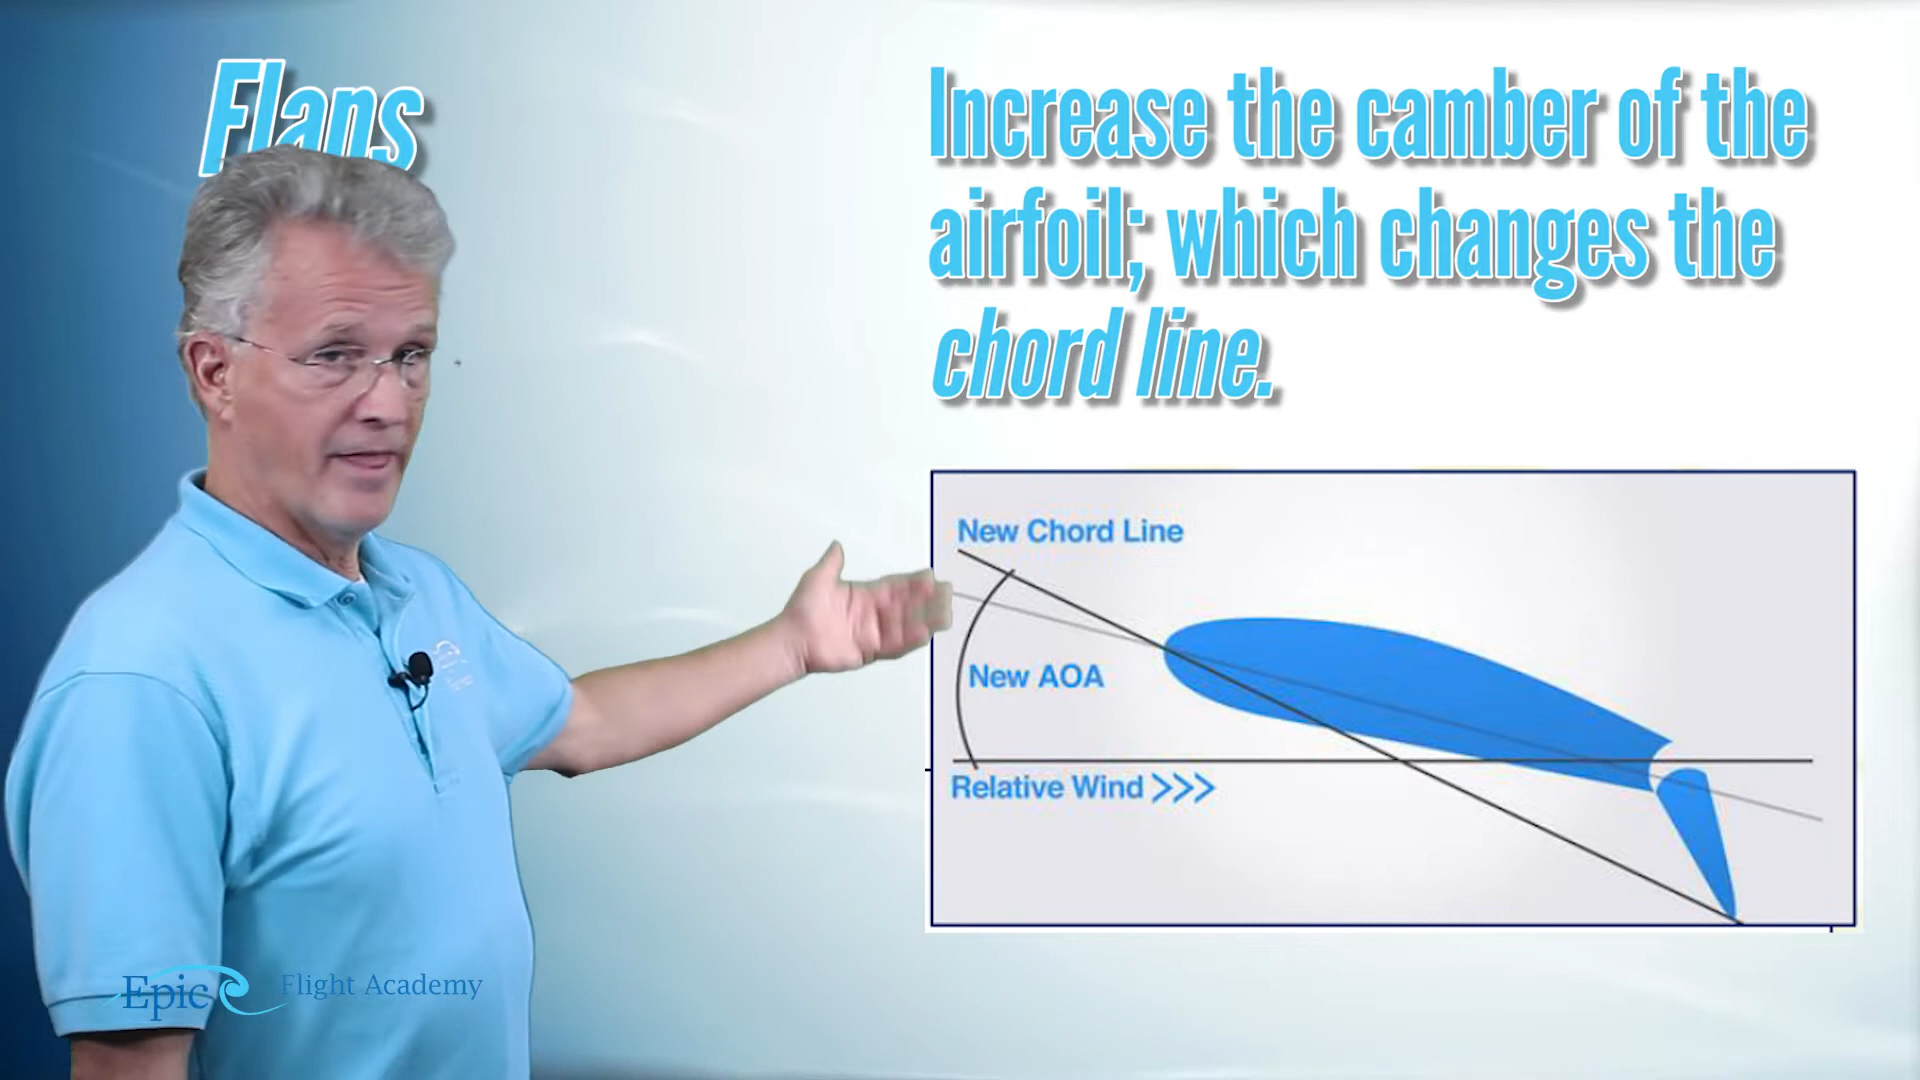 Flaps
Increase the camber of the
airfoil; which changes the
chord line.
New Chord Line
New AOA
Relative Wind >>>
Epic Flight Academy